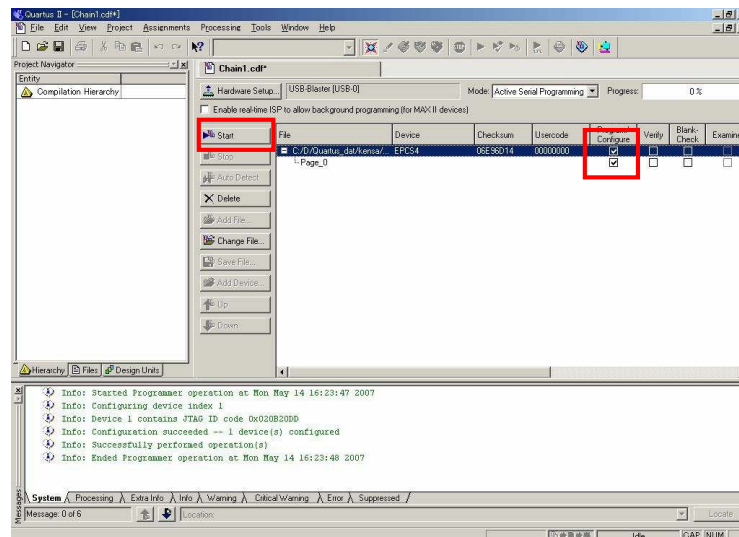 Quartus II - [Chain1.cdf*]
File Edit View Project Assignments Processing Tools Window Help
Project Navigator
Entity
Compilation Hierarchy
Hierarchy Files Design Units
Chain1.cdf*
Hardware Setup... USB-Blaster [USB-0] Mode: Active Serial Programming Progress: 0 %
Enable real-time ISP to allow background programming (for MAX II devices)
Start
Stop
Auto Detect
Delete
Add File...
Change File...
Save File...
Add Device...
Up
Down
File Device Checksum Usercode Program/ Configure Verify Blank- Check Examine
C:/D/Quartus_dat/kensa/... EPCS4 06E96D14 00000000
Page_0
Info: Started Programmer operation at Mon May 14 16:23:47 2007
Info: Configuring device index 1
Info: Device 1 contains JTAG ID code 0x020B20DD
Info: Configuration succeeded -- 1 device(s) configured
Info: Successfully performed operation(s)
Info: Ended Programmer operation at Mon May 14 16:23:48 2007
System Processing Extra Info Info Warning Critical Warning Error Suppressed
Messages
Message: 0 of 6 Location: Locate
Idle CAP NUM